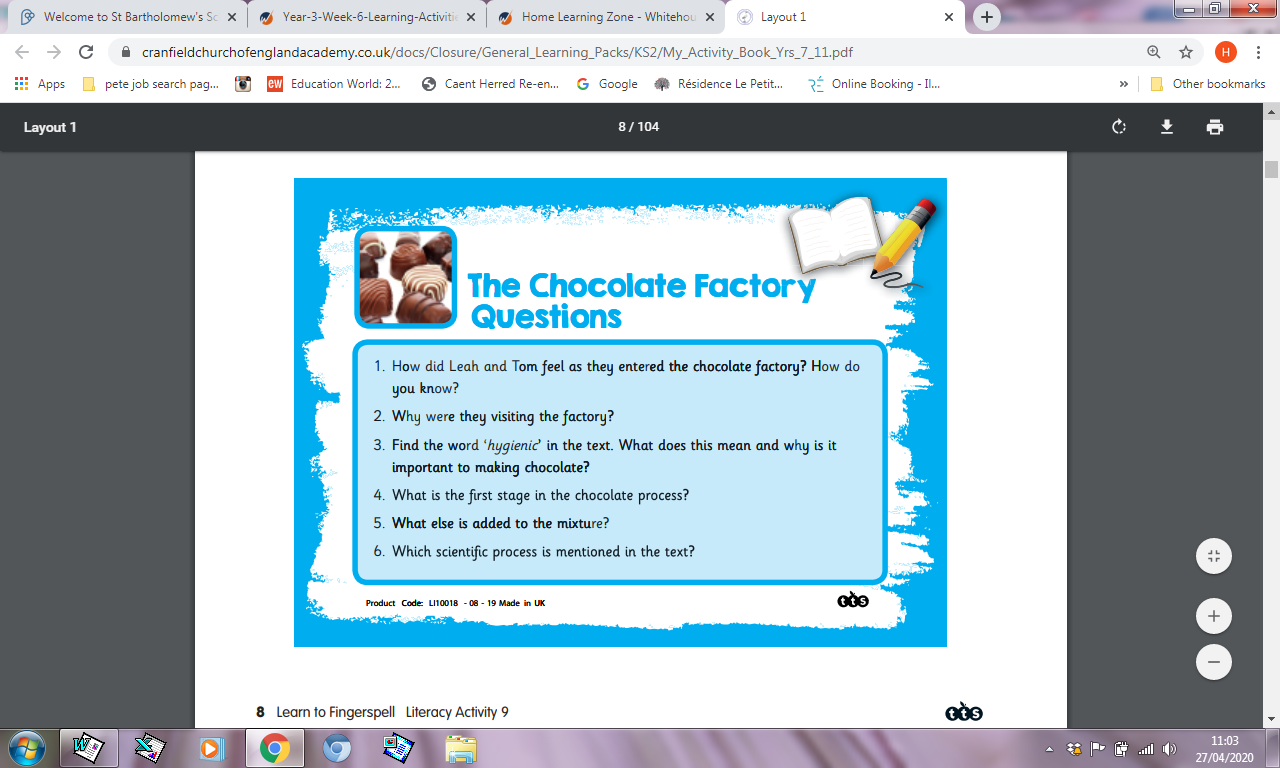 Welcome to St Bartholomew's Sc
Year-3-Week-6-Learning-Activitie
Home Learning Zone - Whitehou
Layout 1
cranfieldchurchofenglandacademy.co.uk/docs/Closure/General_Learning_Packs/KS2/My_Activity_Book_Yrs_7_11.pdf
H
Apps
pete job search pag...
ew
Education World: 2...
Caent Herred Re-en...
G
Google
Résidence Le Petit...
Online Booking - Il...
»
Other bookmarks
Layout 1
8 / 104
The Chocolate Factory
Questions
1. How did Leah and Tom feel as they entered the chocolate factory? How do
you know?
2. Why were they visiting the factory?
3. Find the word ‘hygienic’ in the text. What does this mean and why is it
important to making chocolate?
4. What is the first stage in the chocolate process?
5. What else is added to the mixture?
6. Which scientific process is mentioned in the text?
Product Code: LI10018 - 08 - 19 Made in UK
tts
8 Learn to Fingerspell Literacy Activity 9
tts
11:03
27/04/2020